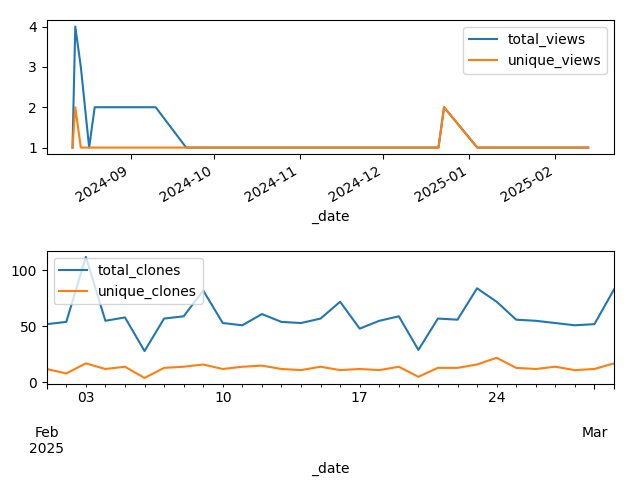 4
3
2
1
total_views
unique_views
2024-09
2024-10
2024-11
2024-12
2025-01
2025-02
_date
100
50
0
total_clones
unique_clones
03
10
17
24
Feb
2025
Mar
_date